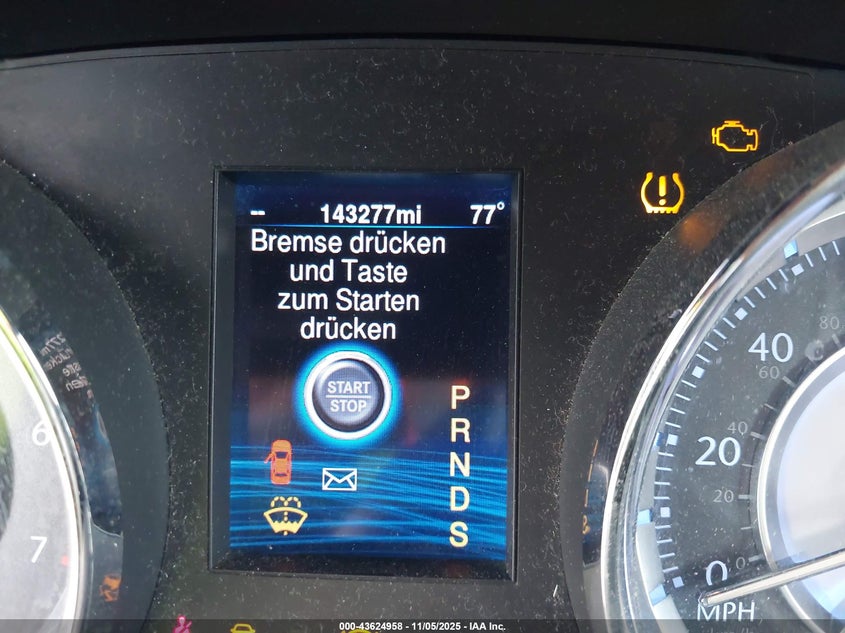 -- 143277mi 77°
Bremse drücken
und Taste
zum Starten
drücken
START
STOP
P
R
N
D
S
6
7
80
40
60
40
20
20
0
0
MPH
000-43624958 - 11/05/2025 - IAA Inc.